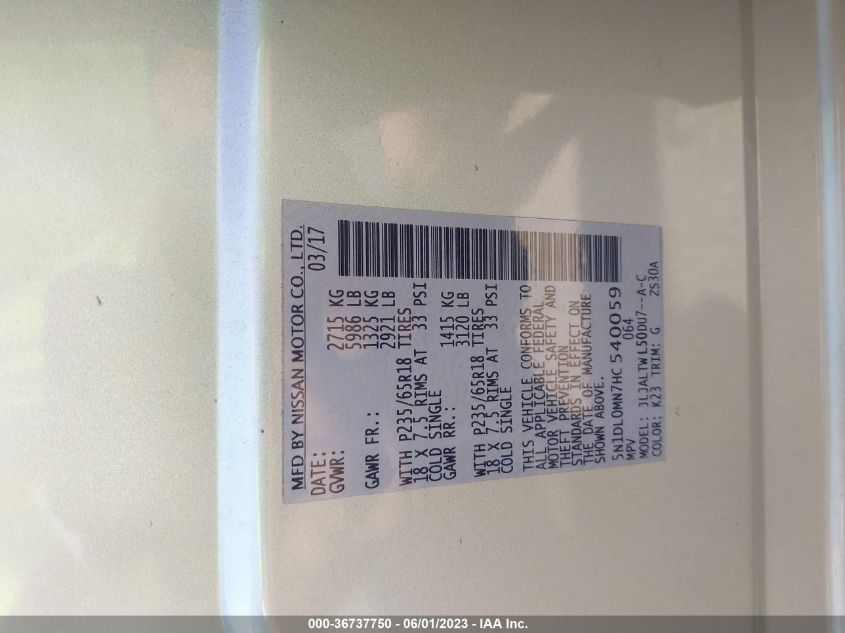 MFD BY NISSAN MOTOR CO., LTD.
DATE: 03/17
GVWR: 2715 KG
5986 LB
GAWR FR.: 1325 KG
2921 LB
WITH P235/65R18 TIRES
18 X 7.5 RIMS AT 33 PSI
COLD SINGLE
GAWR RR.: 1415 KG
3120 LB
WITH P235/65R18 TIRES
18 X 7.5 RIMS AT 33 PSI
COLD SINGLE
THIS VEHICLE CONFORMS TO
ALL APPLICABLE FEDERAL
MOTOR VEHICLE SAFETY AND
THEFT PREVENTION
STANDARDS IN EFFECT ON
THE DATE OF MANUFACTURE
SHOWN ABOVE.
5N1DL0MN7HC540059
MPV 064
MODEL: JLJALTWL50DU7--A-C
COLOR: K23 TRIM: G ZS30A
000-36737750 - 06/01/2023 - IAA Inc.